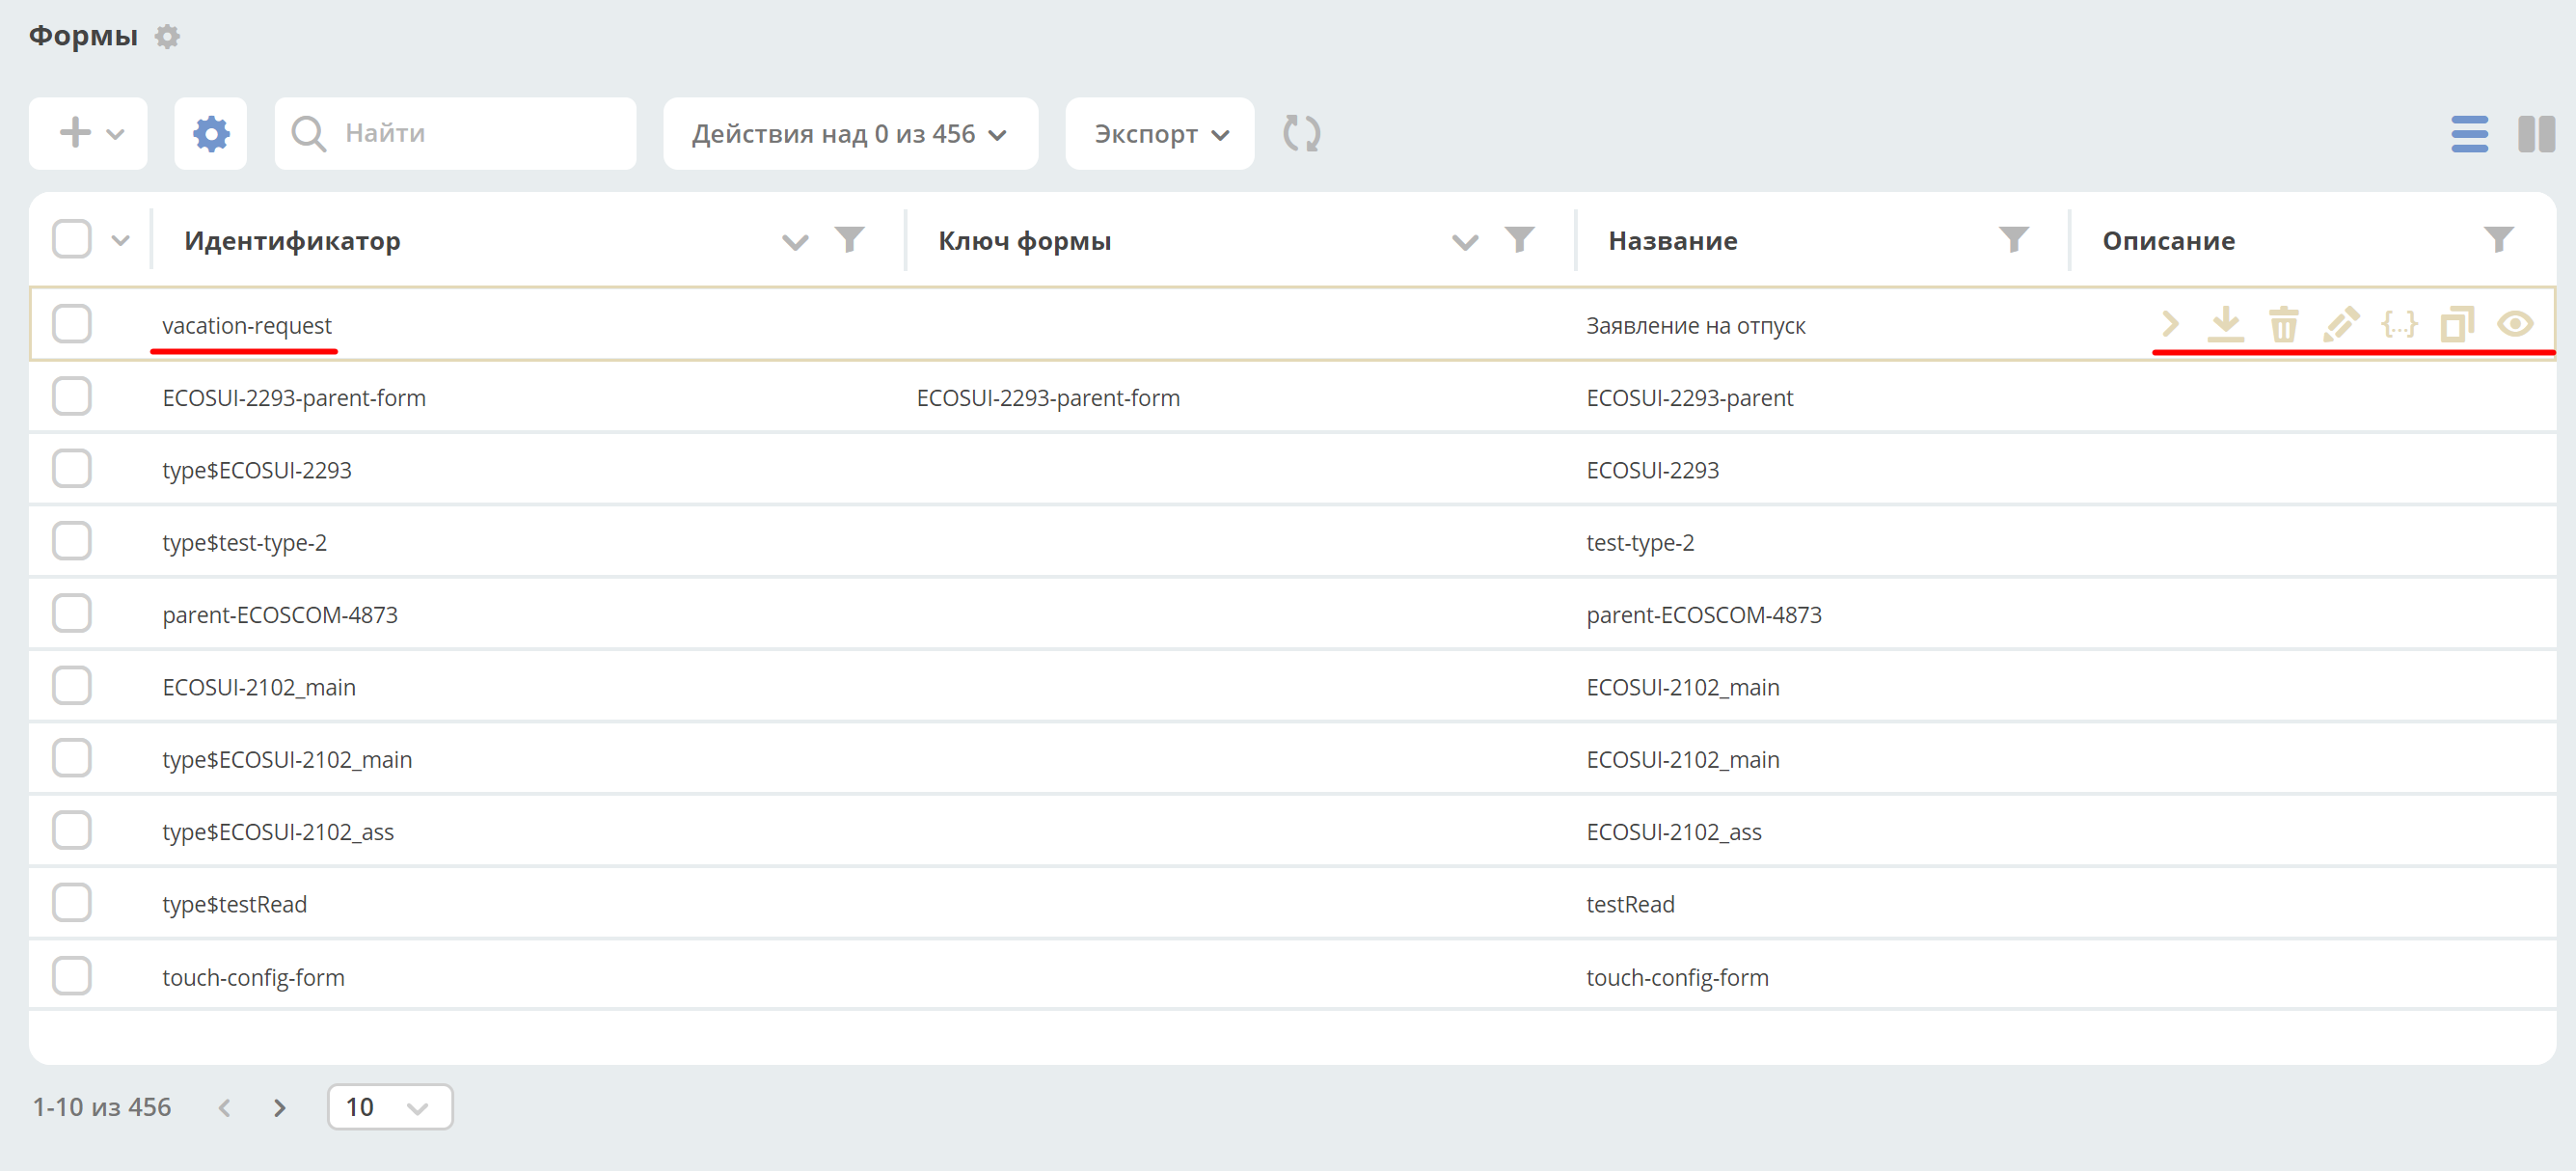 Формы
Найти Действия над 0 из 456 Экспорт
Идентификатор Ключ формы Название Описание
vacation-request Заявление на отпуск {...}
ECOSUI-2293-parent-form ECOSUI-2293-parent-form ECOSUI-2293-parent
type$ECOSUI-2293 ECOSUI-2293
type$test-type-2 test-type-2
parent-ECOSCOM-4873 parent-ECOSCOM-4873
ECOSUI-2102_main ECOSUI-2102_main
type$ECOSUI-2102_main ECOSUI-2102_main
type$ECOSUI-2102_ass ECOSUI-2102_ass
type$testRead testRead
touch-config-form touch-config-form
1-10 из 456 10